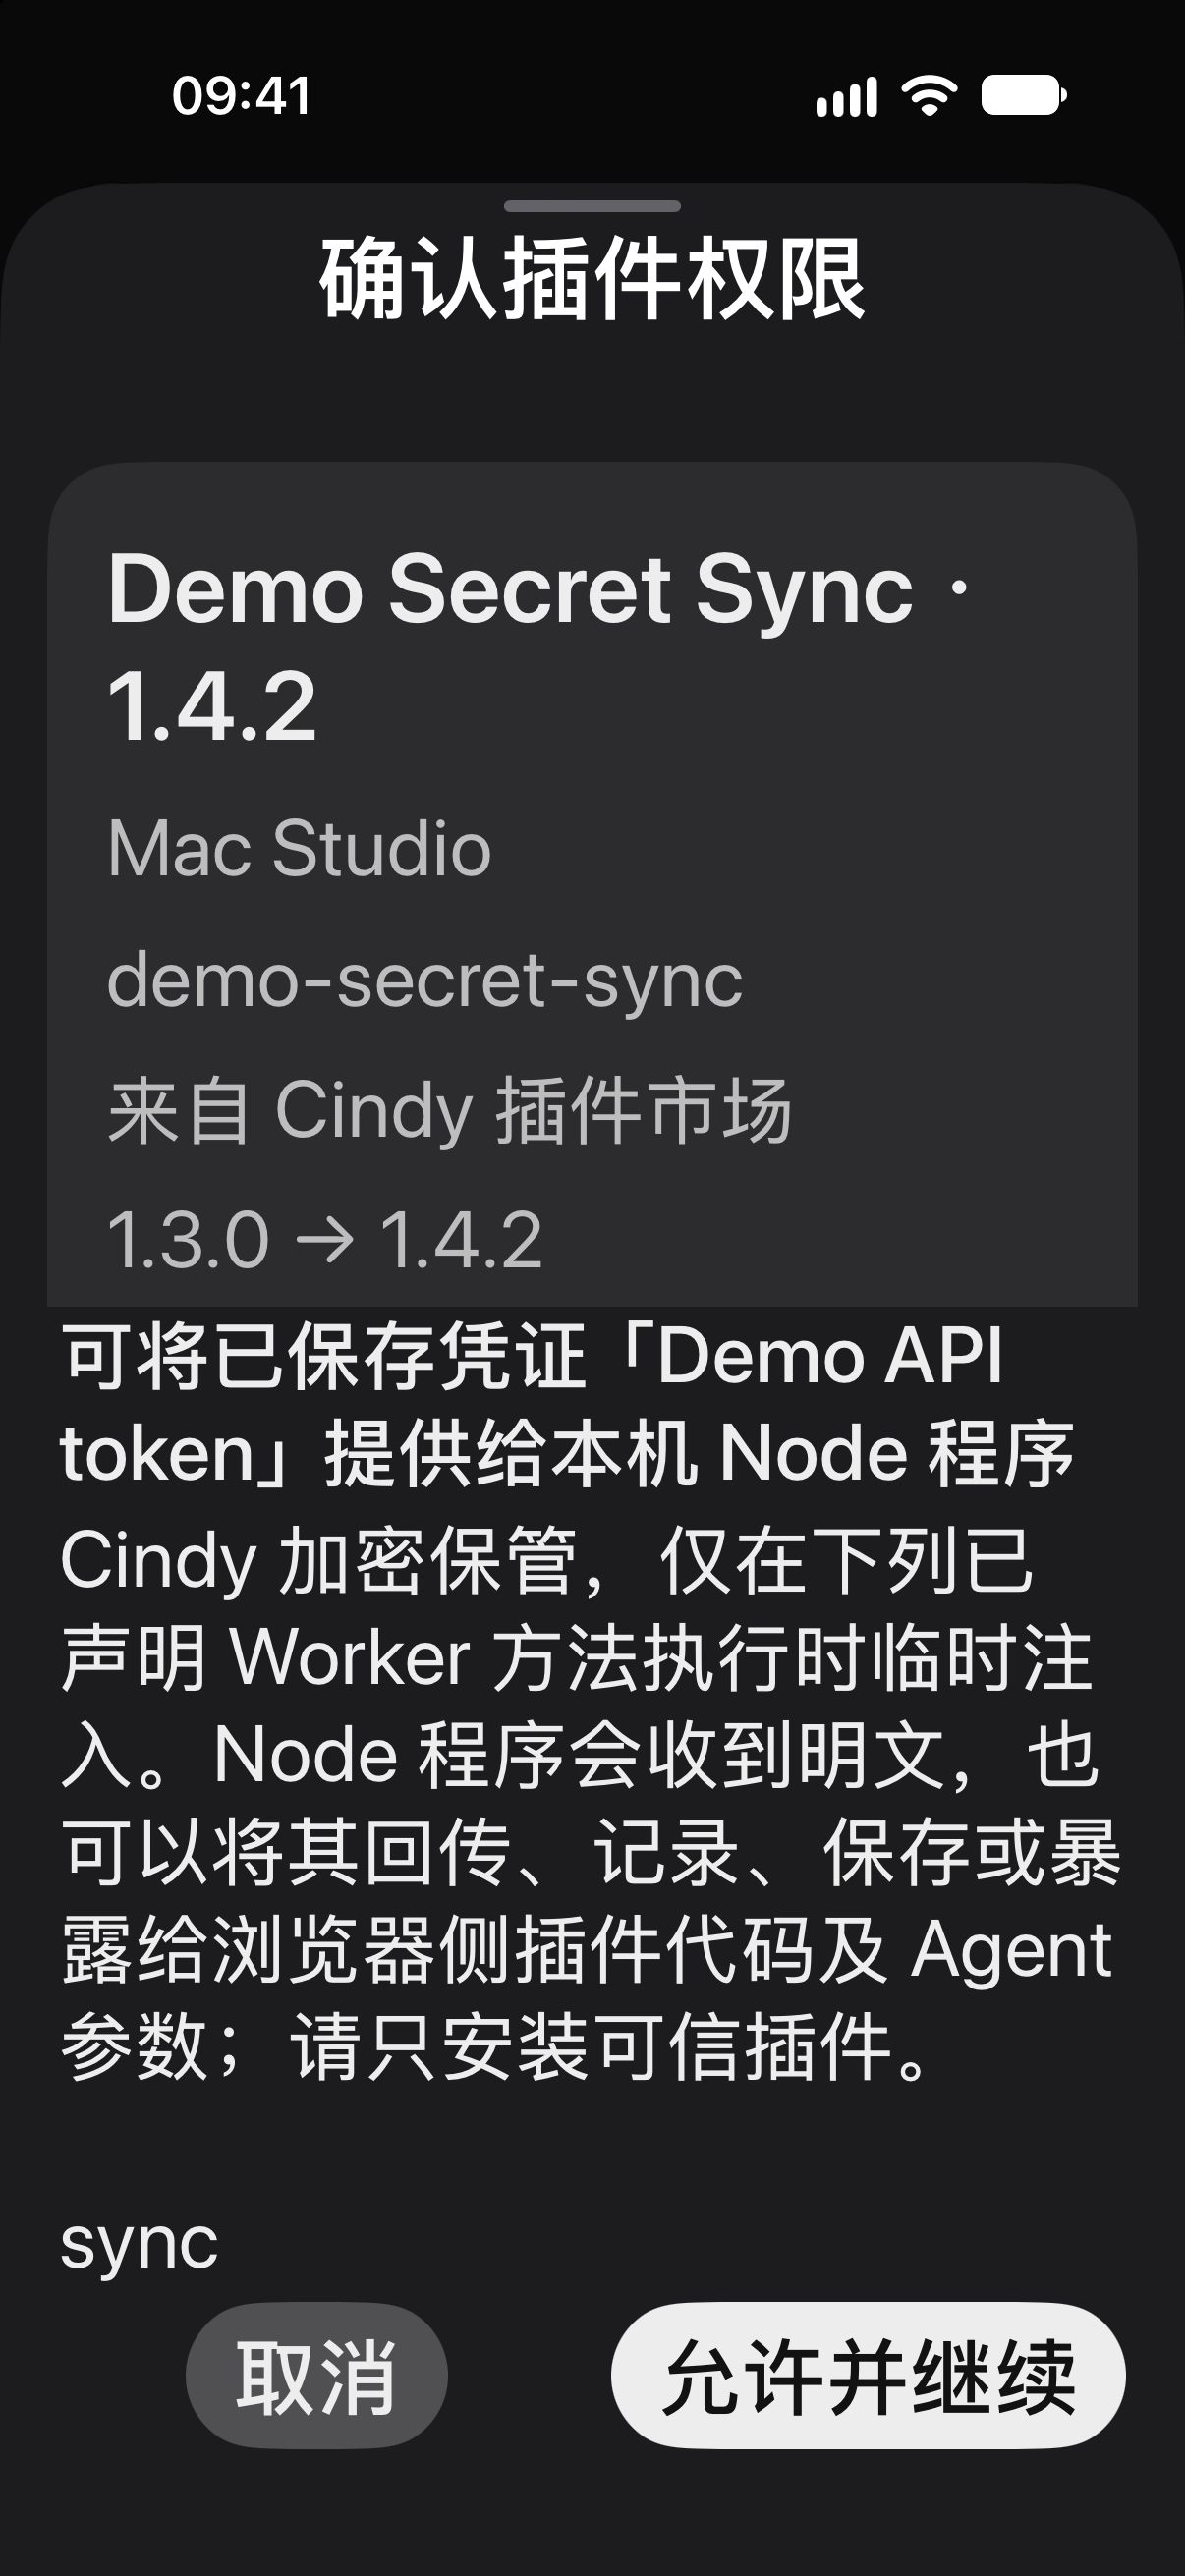 09:41
确认插件权限
Demo Secret Sync ·
1.4.2
Mac Studio
demo-secret-sync
来自 Cindy 插件市场
1.3.0 → 1.4.2
可将已保存凭证「Demo API
token」提供给本机 Node 程序
Cindy 加密保管，仅在下列已
声明 Worker 方法执行时临时注
入。Node 程序会收到明文，也
可以将其回传、记录、保存或暴
露给浏览器侧插件代码及 Agent
参数；请只安装可信插件。
sync
取消
允许并继续